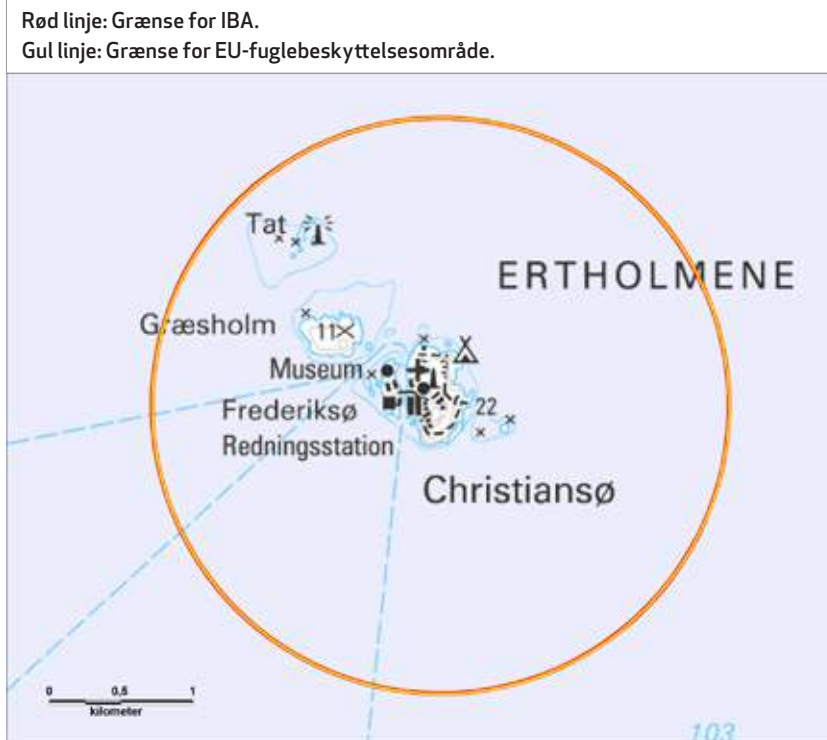 Rød linje: Grænse for IBA.
Gul linje: Grænse for EU-fuglebeskyttelsesområde.
Tat
ERTHOLMENE
Græsholm
11
Museum
Frederiksø
22
Redningsstation
Christiansø
0 0,5 1
kilometer
103